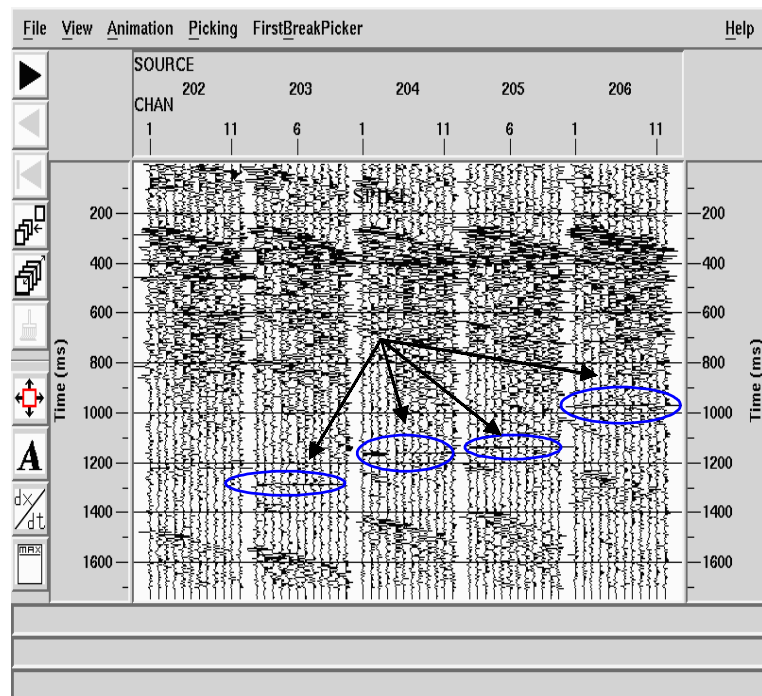 File View Animation Picking FirstBreakPicker Help
SOURCE
202 203 204 205 206
CHAN
1 11 6 1 11 6 1 11
200 200
400 400
600 600
800 800
Time (ms) Time (ms)
1000 1000
A
1200 1200
dx/dt
1400 1400
MAX
1600 1600